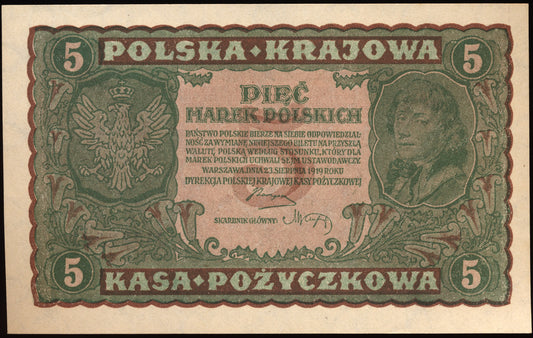 5 POLSKA·KRAJOWA 5
PIĘĆ
MAREK POLSKICH
PAŃSTWO POLSKIE BIERZE NA SIEBIE ODPOWIEDZIAL-
NOŚĆ ZA WYMIANĘ NINIEJSZEGO BILETU NA PRZYSZŁĄ
WALUTĘ, POLSKĄ WEDŁUG STOSUNKU, KTÓRY DLA
MAREK POLSKICH UCHWALI SEJM USTAWODAWCZY.
WARSZAWA, DNIA 23. SIERPNIA 1919 ROKU
DYREKCJA POLSKIEJ KRAJOWEJ KASY POŻYCZKOWEJ
SKARBNIK GŁÓWNY:
5 KASA·POŻYCZKOWA 5